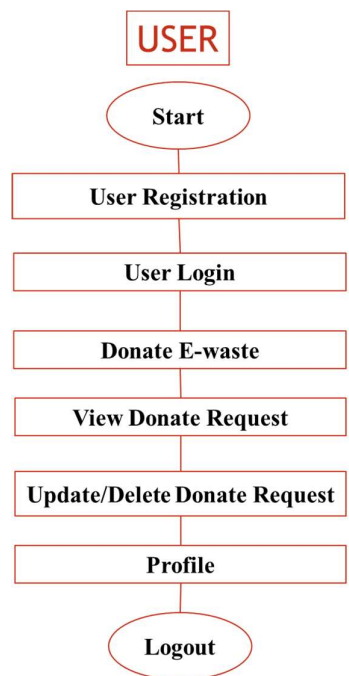 USER
Start
User Registration
User Login
Donate E-waste
View Donate Request
Update/Delete Donate Request
Profile
Logout